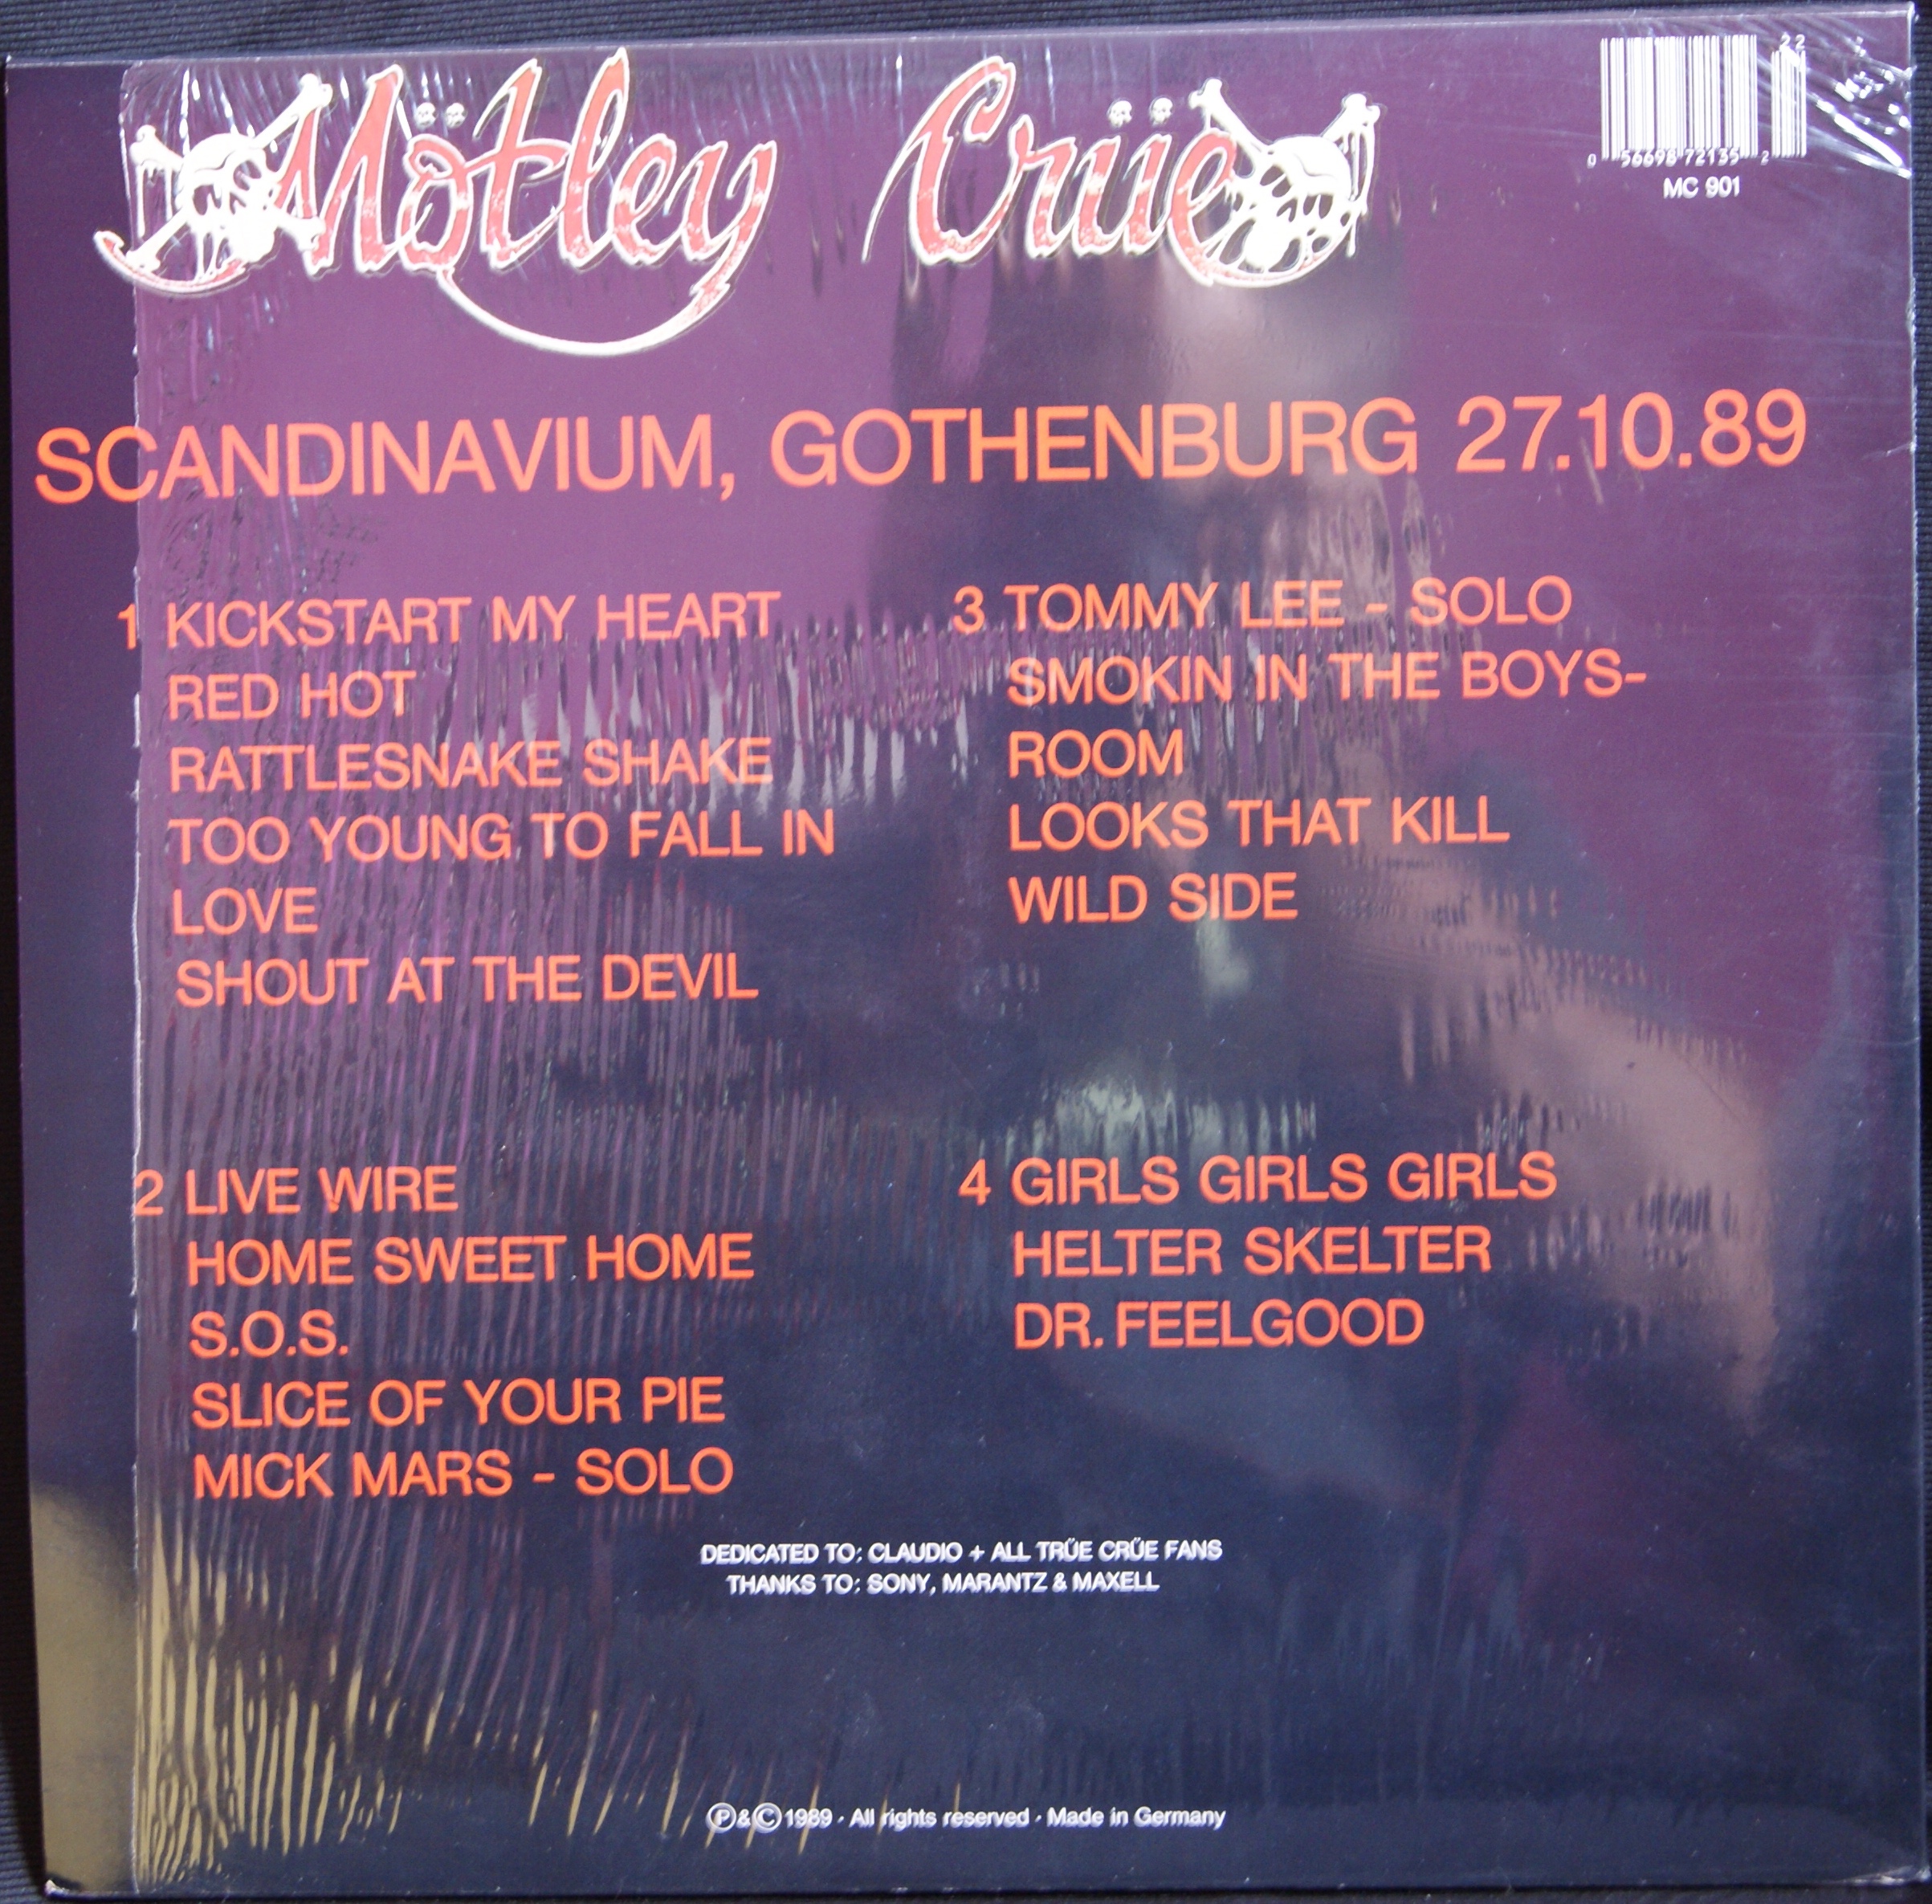 Mötley Crüe
22
0 56698 72135 2
MC 901
SCANDINAVIUM, GOTHENBURG 27.10.89
1 KICKSTART MY HEART
RED HOT
RATTLESNAKE SHAKE
TOO YOUNG TO FALL IN
LOVE
SHOUT AT THE DEVIL
2 LIVE WIRE
HOME SWEET HOME
S.O.S.
SLICE OF YOUR PIE
MICK MARS - SOLO
3 TOMMY LEE - SOLO
SMOKIN IN THE BOYS-
ROOM
LOOKS THAT KILL
WILD SIDE
4 GIRLS GIRLS GIRLS
HELTER SKELTER
DR. FEELGOOD
DEDICATED TO: CLAUDIO + ALL TRÜE CRÜE FANS
THANKS TO: SONY, MARANTZ & MAXELL
Ⓟ&Ⓒ 1989 · All rights reserved · Made in Germany